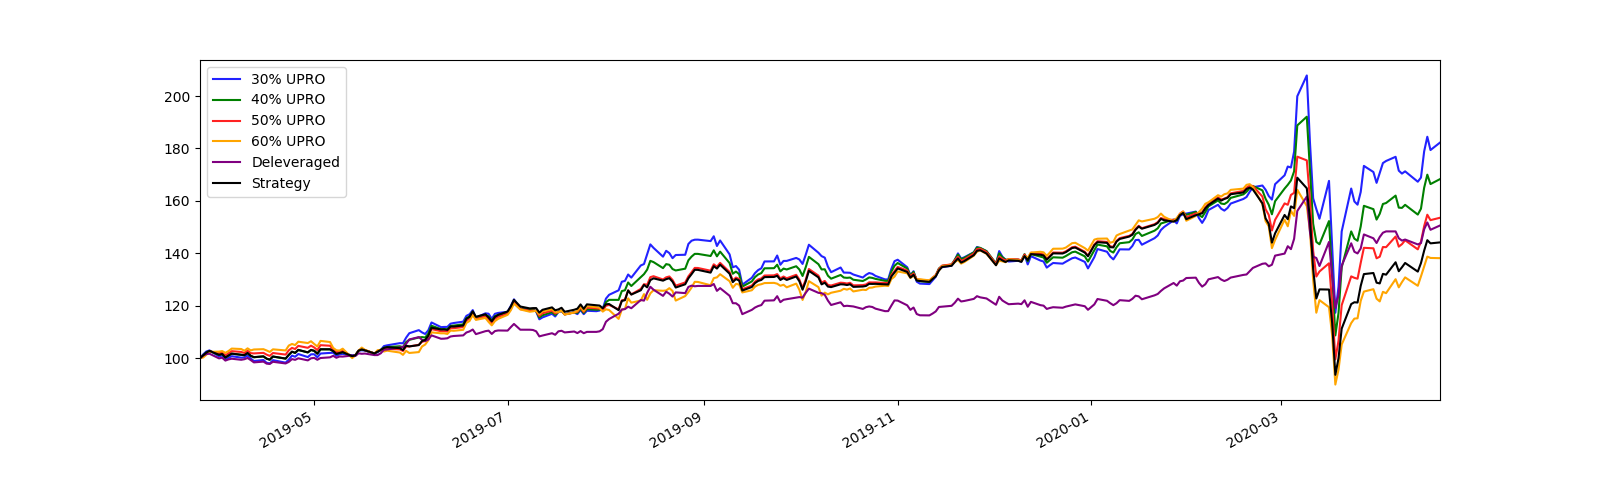 200
180
160
140
120
100
30% UPRO
40% UPRO
50% UPRO
60% UPRO
Deleveraged
Strategy
2019-05
2019-07
2019-09
2019-11
2020-01
2020-03